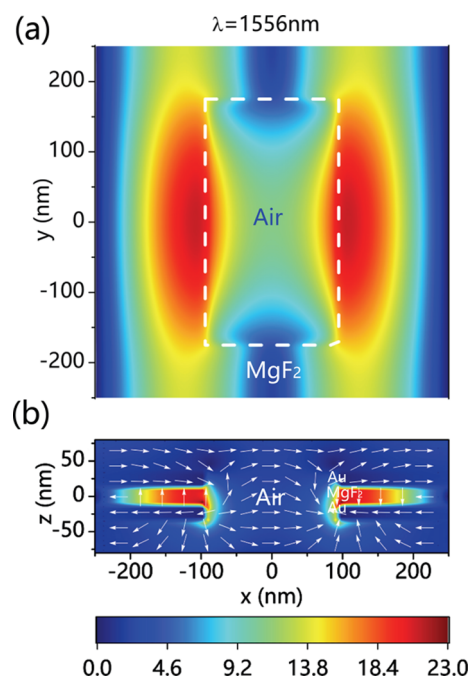 (a)
λ=1556nm
200
100
0
-100
-200
y (nm)
Air
MgF₂
(b)
50
0
-50
z (nm)
Air
Au
MgF₂
Au
-200 -100 0 100 200
x (nm)
0.0 4.6 9.2 13.8 18.4 23.0